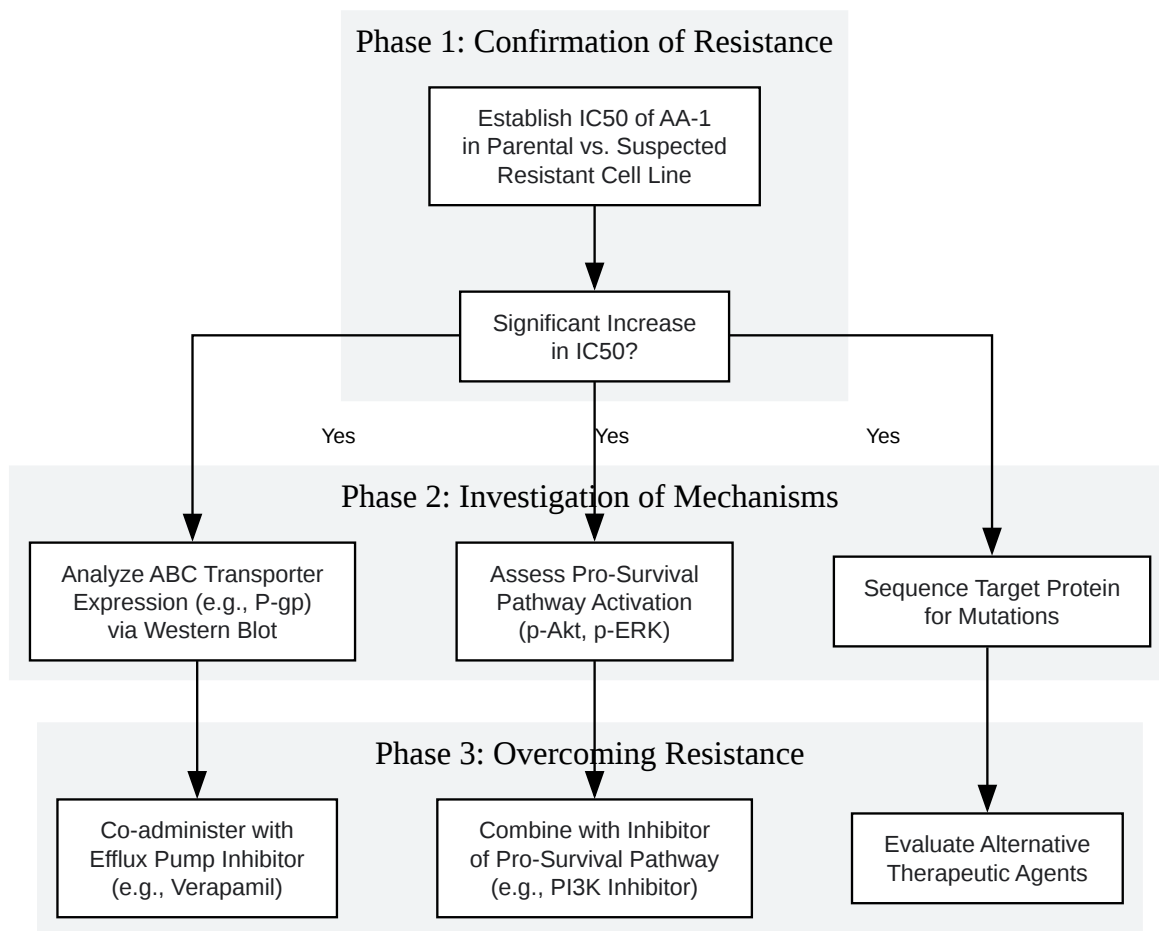 Phase 1: Confirmation of Resistance
Establish IC50 of AA-1
in Parental vs. Suspected
Resistant Cell Line
Significant Increase
in IC50?
Yes
Yes
Yes
Phase 2: Investigation of Mechanisms
Analyze ABC Transporter
Expression (e.g., P-gp)
via Western Blot
Assess Pro-Survival
Pathway Activation
(p-Akt, p-ERK)
Sequence Target Protein
for Mutations
Phase 3: Overcoming Resistance
Co-administer with
Efflux Pump Inhibitor
(e.g., Verapamil)
Combine with Inhibitor
of Pro-Survival Pathway
(e.g., PI3K Inhibitor)
Evaluate Alternative
Therapeutic Agents